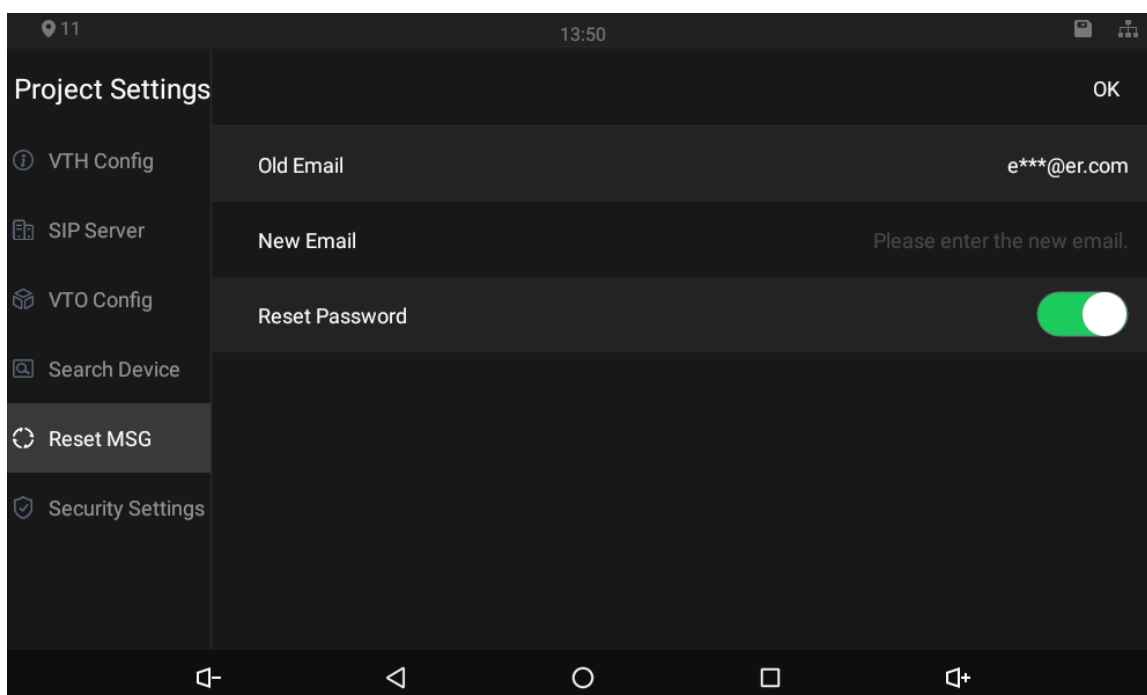 11
13:50
Project Settings
OK
VTH Config
SIP Server
VTO Config
Search Device
Reset MSG
Security Settings
Old Email
e***@er.com
New Email
Please enter the new email.
Reset Password